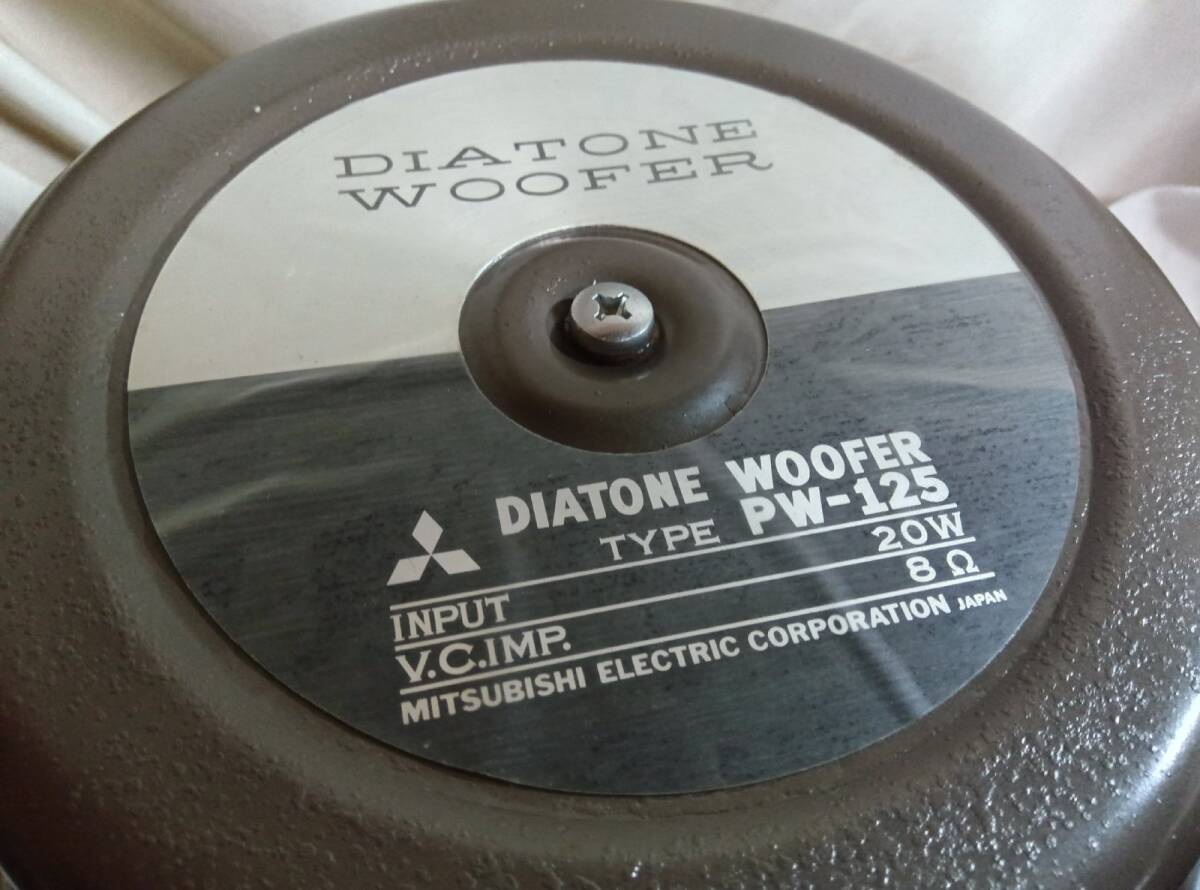 DIATONE
WOOFER
DIATONE WOOFER
TYPE PW-125
INPUT 20W
V.C.IMP. 8 Ω
MITSUBISHI ELECTRIC CORPORATION JAPAN